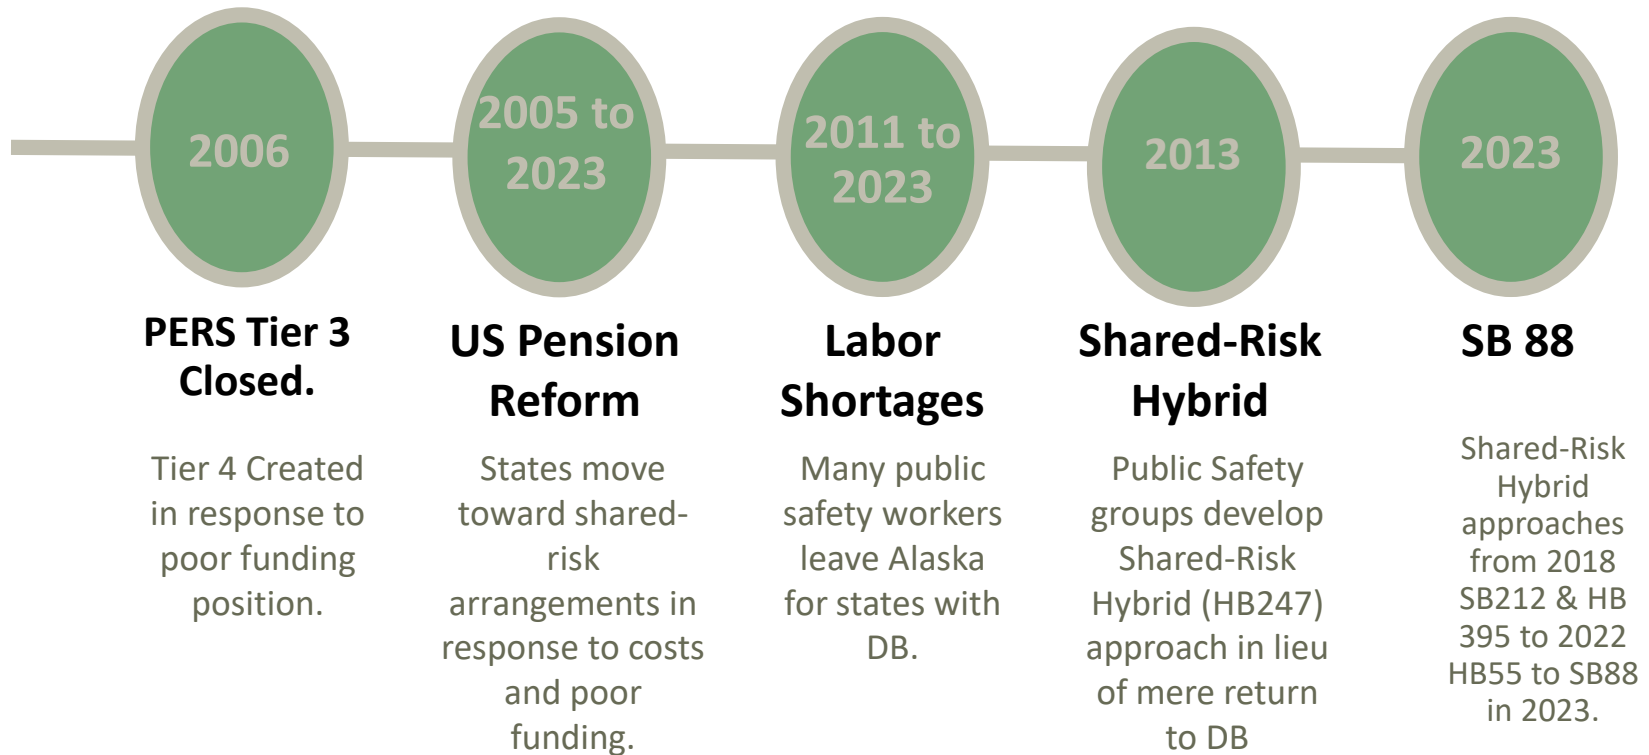 2006
PERS Tier 3
Closed.
Tier 4 Created
in response to
poor funding
position.
2005 to
2023
US Pension
Reform
States move
toward shared-
risk
arrangements in
response to costs
and poor
funding.
2011 to
2023
Labor
Shortages
Many public
safety workers
leave Alaska
for states with
DB.
2013
Shared-Risk
Hybrid
Public Safety
groups develop
Shared-Risk
Hybrid (HB247)
approach in lieu
of mere return
to DB
2023
SB 88
Shared-Risk
Hybrid
approaches
from 2018
SB212 & HB
395 to 2022
HB55 to SB88
in 2023.